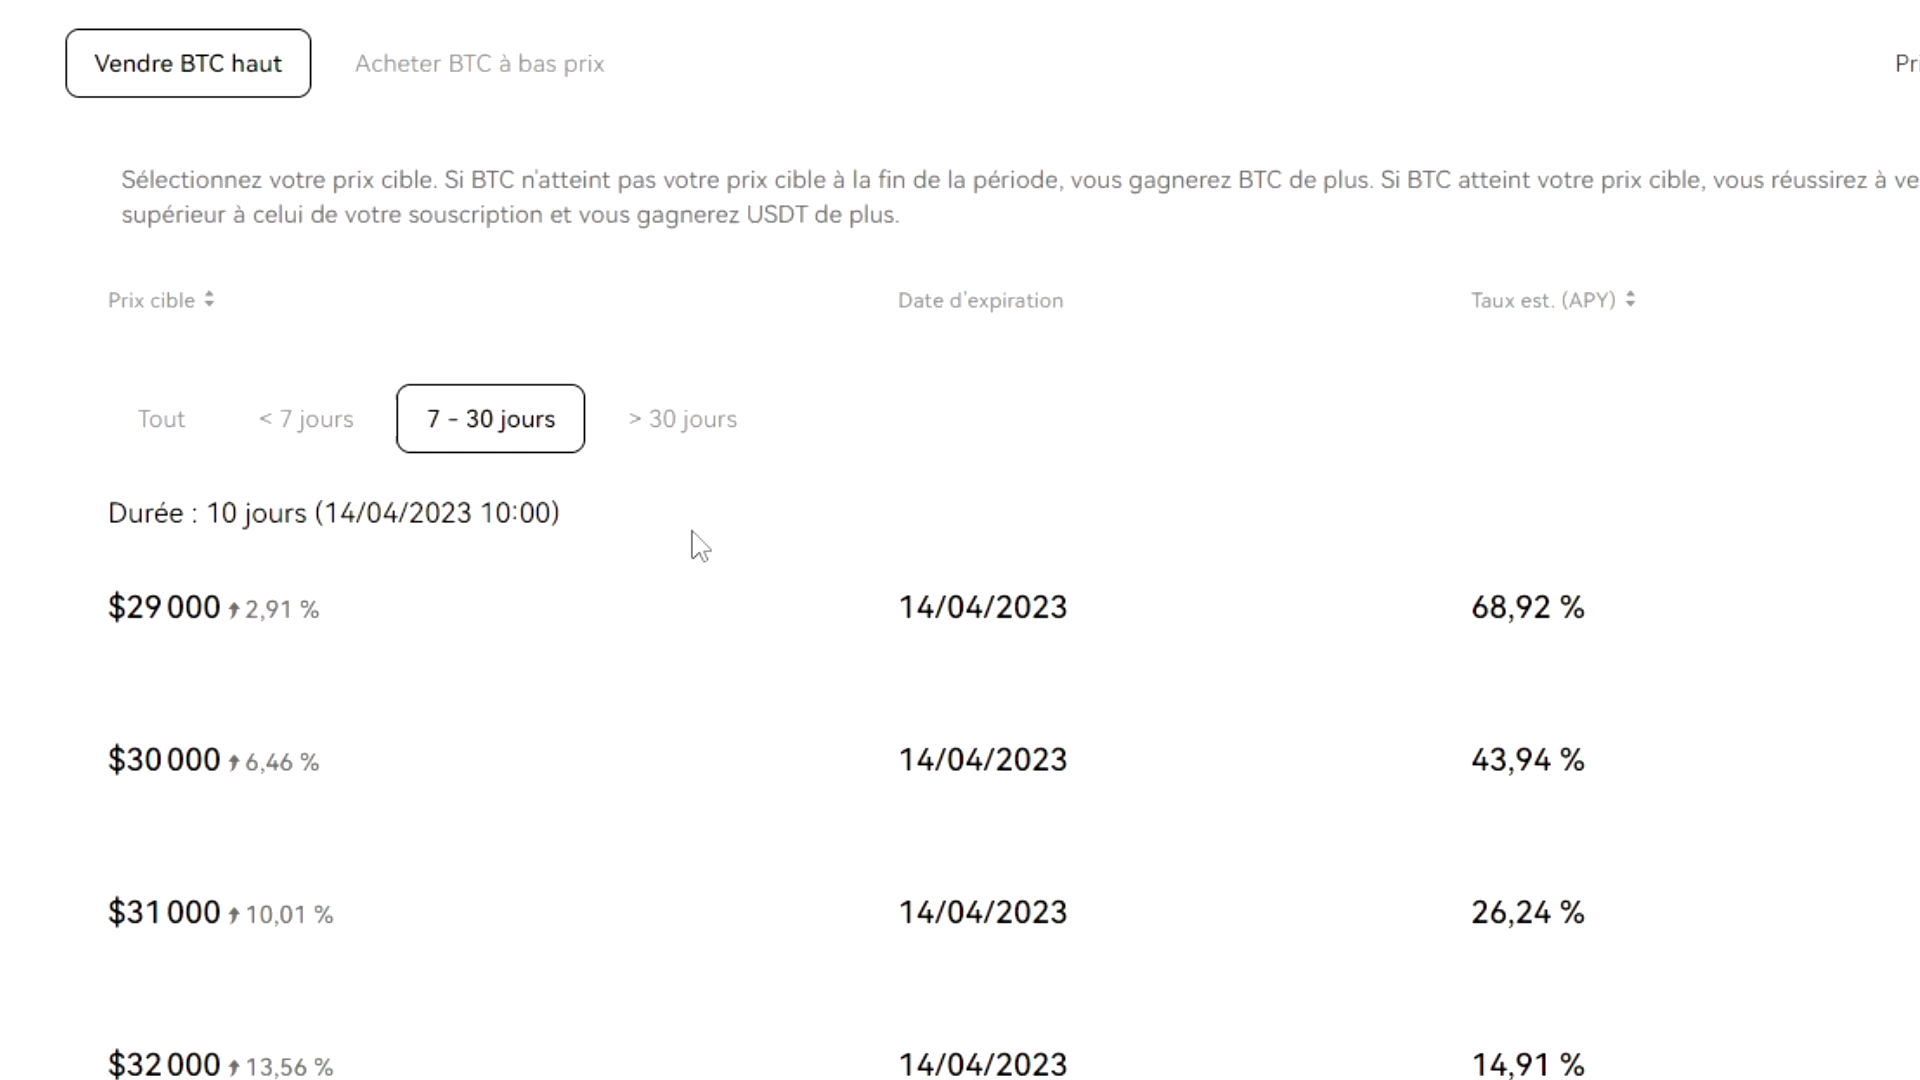 Vendre BTC haut Acheter BTC à bas prix
Sélectionnez votre prix cible. Si BTC n'atteint pas votre prix cible à la fin de la période, vous gagnerez BTC de plus. Si BTC atteint votre prix cible, vous réussirez à
supérieur à celui de votre souscription et vous gagnerez USDT de plus.
Prix cible Date d'expiration Taux est. (APY)
Tout < 7 jours 7 - 30 jours > 30 jours
Durée : 10 jours (14/04/2023 10:00)
$29 000 2,91 % 14/04/2023 68,92 %
$30 000 6,46 % 14/04/2023 43,94 %
$31 000 10,01 % 14/04/2023 26,24 %
$32 000 13,56 % 14/04/2023 14,91 %